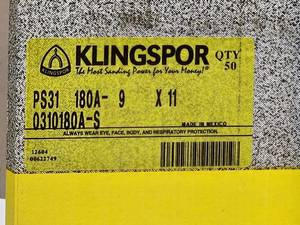 KLINGSPOR
QTY
50
The Most Sanding Power for Your Money!
PS31 180A- 9 X 11
0310180A-S
MADE IN MEXICO
ALWAYS WEAR EYE, FACE, BODY, AND RESPIRATORY PROTECTION.
12604
00622749